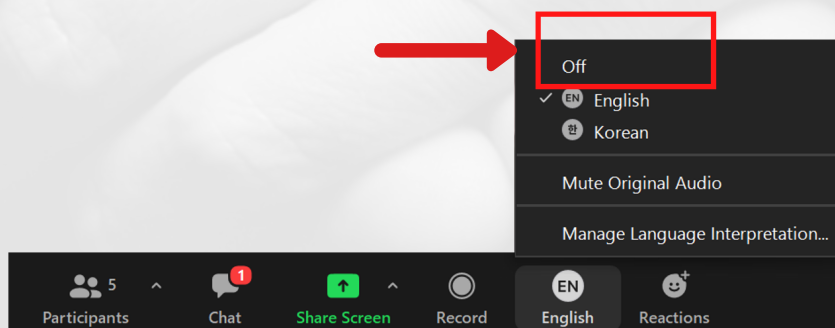 Off
EN English
한 Korean
Mute Original Audio
Manage Language Interpretation...
5 1 EN
Participants Chat Share Screen Record English Reactions